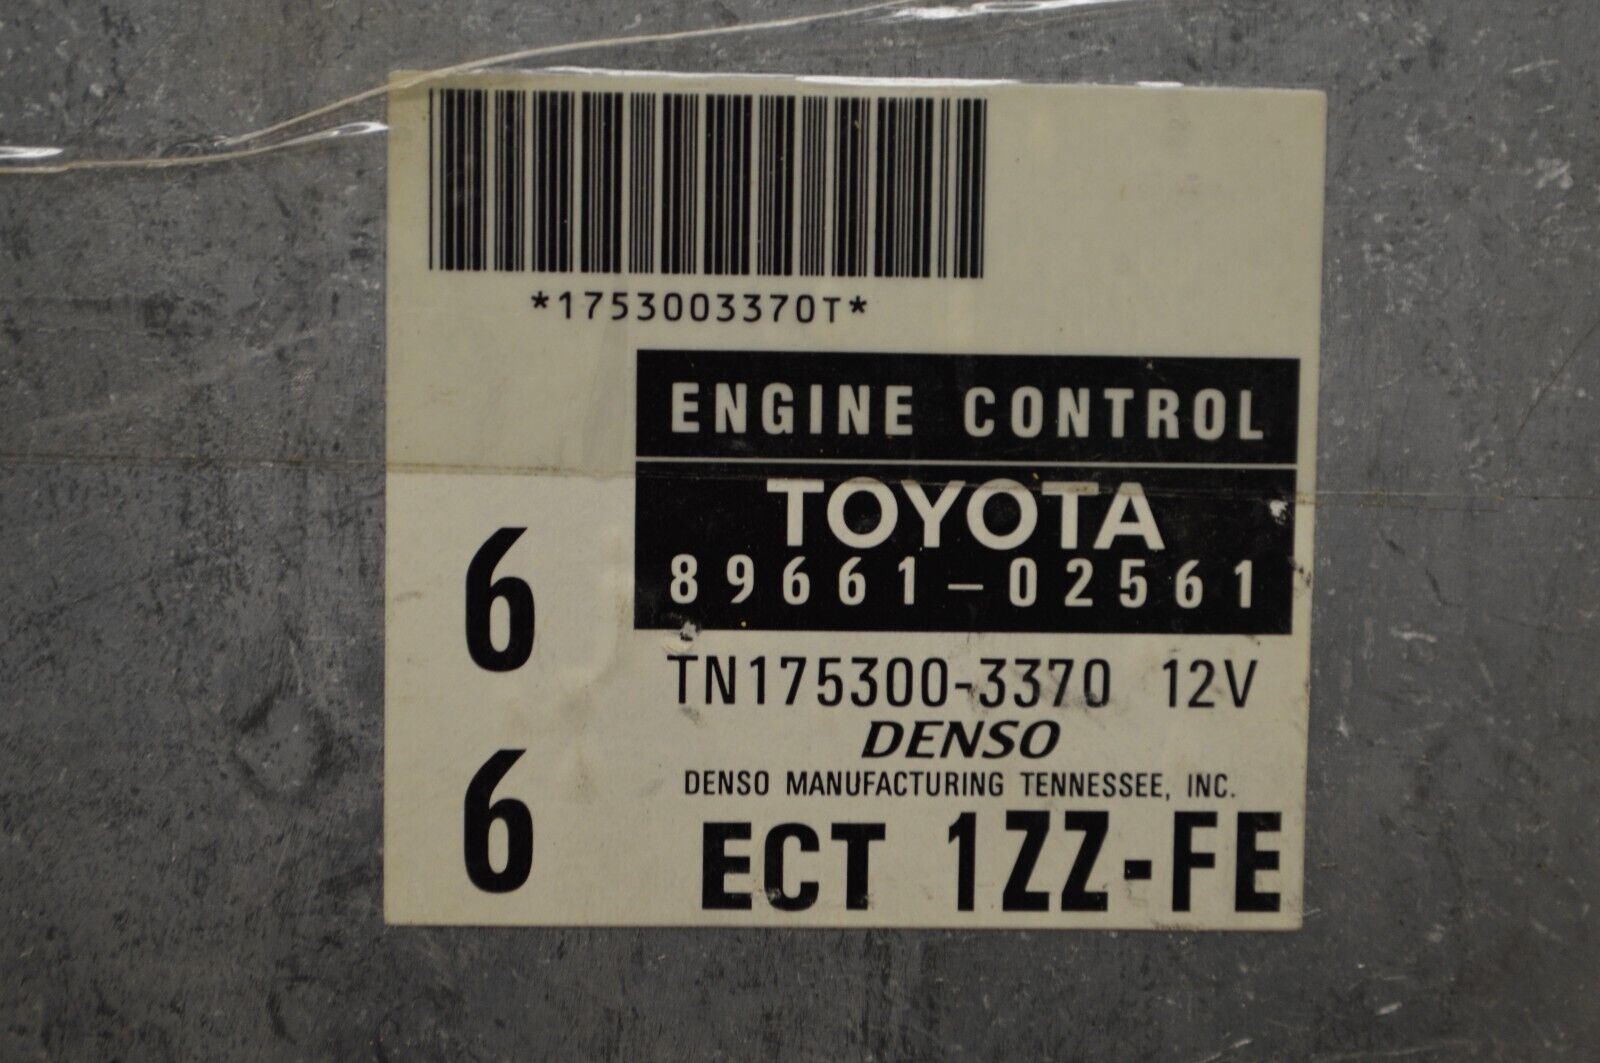 *1753003370T*
ENGINE CONTROL
TOYOTA
89661-02561
TN175300-3370 12V
DENSO
DENSO MANUFACTURING TENNESSEE, INC.
ECT 1ZZ-FE
6
6